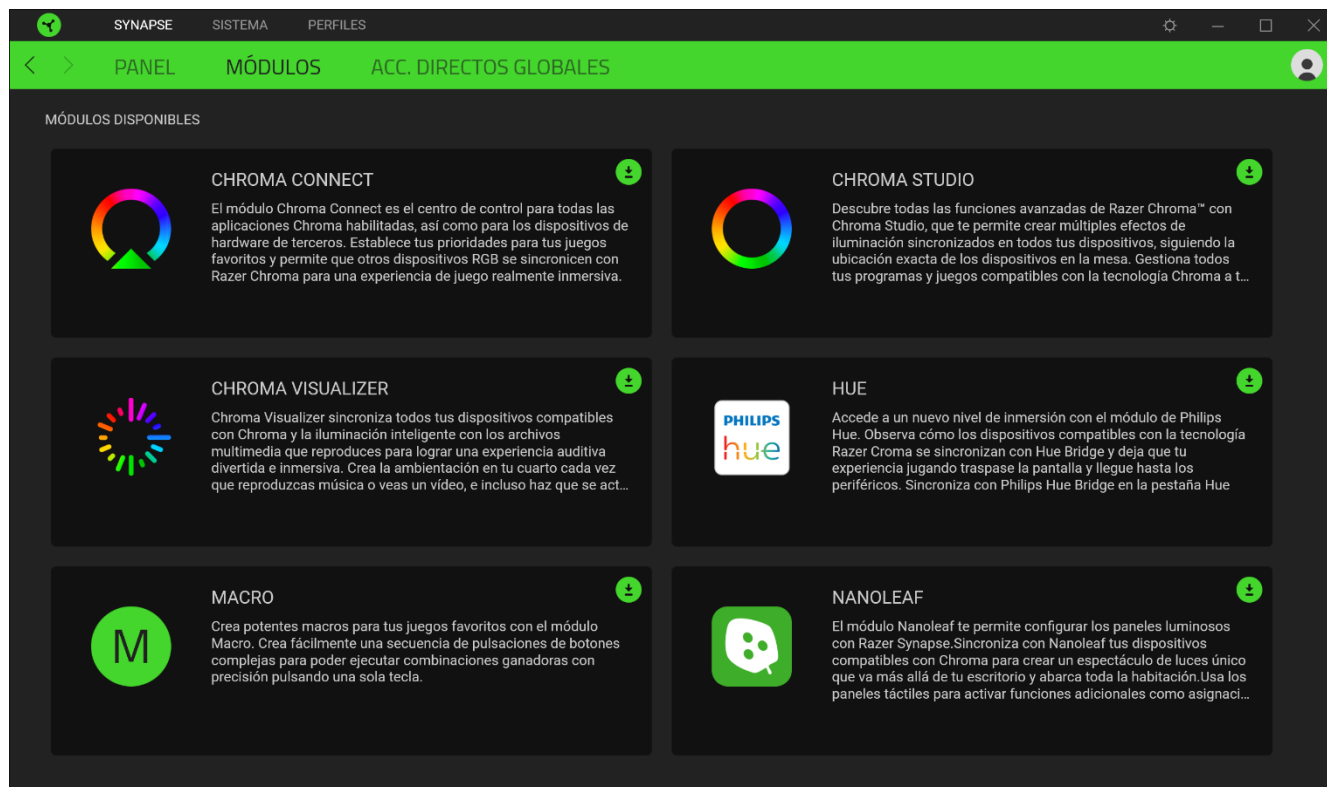 SYNAPSE SISTEMA PERFILES
PANEL MÓDULOS ACC. DIRECTOS GLOBALES
MÓDULOS DISPONIBLES
CHROMA CONNECT
El módulo Chroma Connect es el centro de control para todas las
aplicaciones Chroma habilitadas, así como para los dispositivos de
hardware de terceros. Establece tus prioridades para tus juegos
favoritos y permite que otros dispositivos RGB se sincronicen con
Razer Chroma para una experiencia de juego realmente inmersiva.
CHROMA STUDIO
Descubre todas las funciones avanzadas de Razer Chroma™ con
Chroma Studio, que te permite crear múltiples efectos de
iluminación sincronizados en todos tus dispositivos, siguiendo la
ubicación exacta de los dispositivos en la mesa. Gestiona todos
tus programas y juegos compatibles con la tecnología Chroma a t...
CHROMA VISUALIZER
Chroma Visualizer sincroniza todos tus dispositivos compatibles
con Chroma y la iluminación inteligente con los archivos
multimedia que reproduces para lograr una experiencia auditiva
divertida e inmersiva. Crea la ambientación en tu cuarto cada vez
que reproduzcas música o veas un vídeo, e incluso haz que se act...
PHILIPS
hue
HUE
Accede a un nuevo nivel de inmersión con el módulo de Philips
Hue. Observa cómo los dispositivos compatibles con la tecnología
Razer Croma se sincronizan con Hue Bridge y deja que tu
experiencia jugando traspase la pantalla y llegue hasta los
periféricos. Sincroniza con Philips Hue Bridge en la pestaña Hue
M
MACRO
Crea potentes macros para tus juegos favoritos con el módulo
Macro. Crea fácilmente una secuencia de pulsaciones de botones
complejas para poder ejecutar combinaciones ganadoras con
precisión pulsando una sola tecla.
NANOLEAF
El módulo Nanoleaf te permite configurar los paneles luminosos
con Razer Synapse.Sincroniza con Nanoleaf tus dispositivos
compatibles con Chroma para crear un espectáculo de luces único
que va más allá de tu escritorio y abarca toda la habitación.Usa los
paneles táctiles para activar funciones adicionales como asignaci...